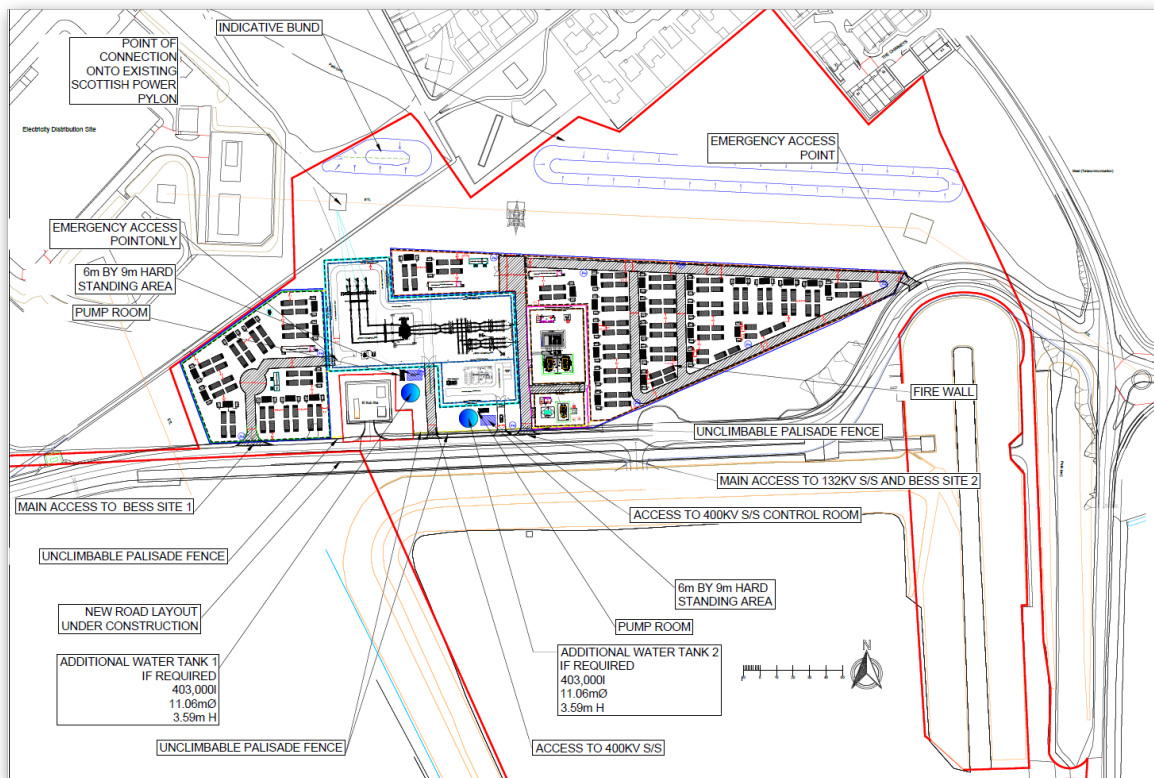 INDICATIVE BUND
POINT OF
CONNECTION
ONTO EXISTING
SCOTTISH POWER
PYLON
Electricity Distribution Site
EMERGENCY ACCESS
POINT
EMERGENCY ACCESS
POINTONLY
6m BY 9m HARD
STANDING AREA
PUMP ROOM
FIRE WALL
UNCLIMBABLE PALISADE FENCE
MAIN ACCESS TO 132KV S/S AND BESS SITE 2
MAIN ACCESS TO BESS SITE 1
ACCESS TO 400KV S/S CONTROL ROOM
UNCLIMBABLE PALISADE FENCE
6m BY 9m HARD
STANDING AREA
NEW ROAD LAYOUT
UNDER CONSTRUCTION
PUMP ROOM
ADDITIONAL WATER TANK 1
IF REQUIRED
403,000l
11.06mØ
3.59m H
ADDITIONAL WATER TANK 2
IF REQUIRED
403,000l
11.06mØ
3.59m H
UNCLIMBABLE PALISADE FENCE
ACCESS TO 400KV S/S
N